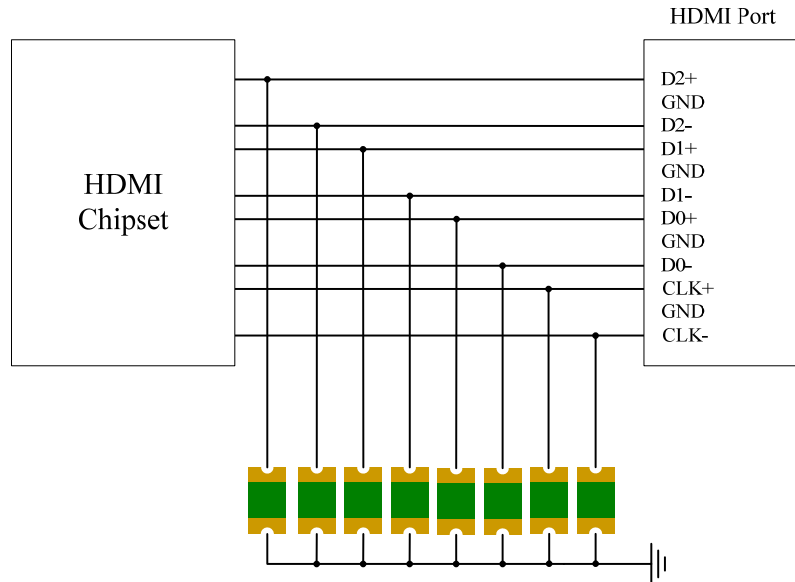 HDMI Port
HDMI
Chipset
D2+
GND
D2-
D1+
GND
D1-
D0+
GND
D0-
CLK+
GND
CLK-